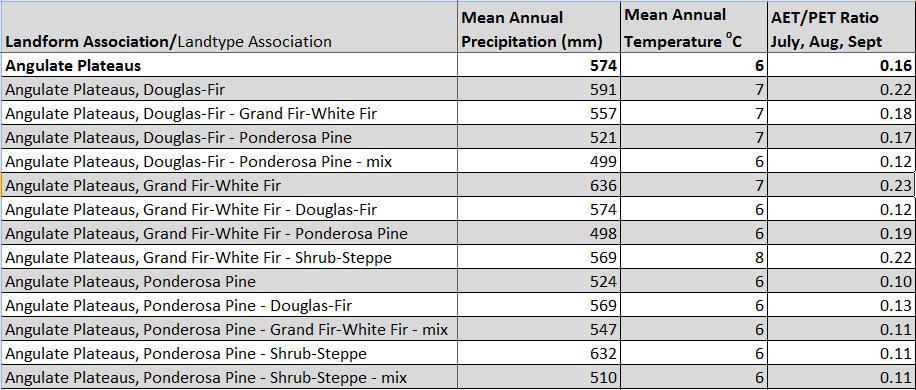 Landform Association/Landtype Association | Mean Annual Precipitation (mm) | Mean Annual Temperature °C | AET/PET Ratio July, Aug, Sept
Angulate Plateaus 574 6 0.16
Angulate Plateaus, Douglas-Fir 591 7 0.22
Angulate Plateaus, Douglas-Fir - Grand Fir-White Fir 557 7 0.18
Angulate Plateaus, Douglas-Fir - Ponderosa Pine 521 7 0.17
Angulate Plateaus, Douglas-Fir - Ponderosa Pine - mix 499 6 0.12
Angulate Plateaus, Grand Fir-White Fir 636 7 0.23
Angulate Plateaus, Grand Fir-White Fir - Douglas-Fir 574 6 0.12
Angulate Plateaus, Grand Fir-White Fir - Ponderosa Pine 498 6 0.19
Angulate Plateaus, Grand Fir-White Fir - Shrub-Steppe 569 8 0.22
Angulate Plateaus, Ponderosa Pine 524 6 0.10
Angulate Plateaus, Ponderosa Pine - Douglas-Fir 569 6 0.13
Angulate Plateaus, Ponderosa Pine - Grand Fir-White Fir - mix 547 6 0.11
Angulate Plateaus, Ponderosa Pine - Shrub-Steppe 632 6 0.11
Angulate Plateaus, Ponderosa Pine - Shrub-Steppe - mix 510 6 0.11